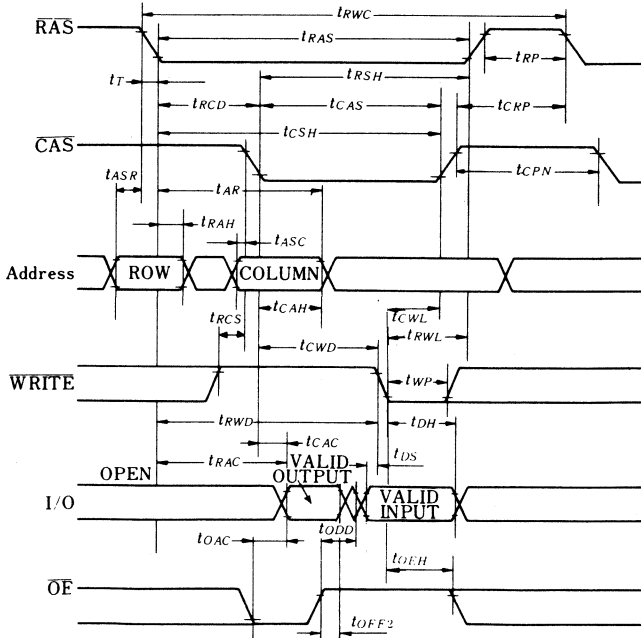 tRWC
RAS
tRAS
tRP
tT
tRSH
tRCD
tCAS
tCRP
tCSH
CAS
tASR
tAR
tCPN
tRAH
tASC
Address
ROW
COLUMN
tRCS
tCAH
tCWL
tRWL
tCWD
WRITE
tWP
tRWD
tDH
tCAC
tRAC
VALID
OUTPUT
tDS
OPEN
I/O
VALID
INPUT
tODD
tOAC
tOEH
OE
tOFF2